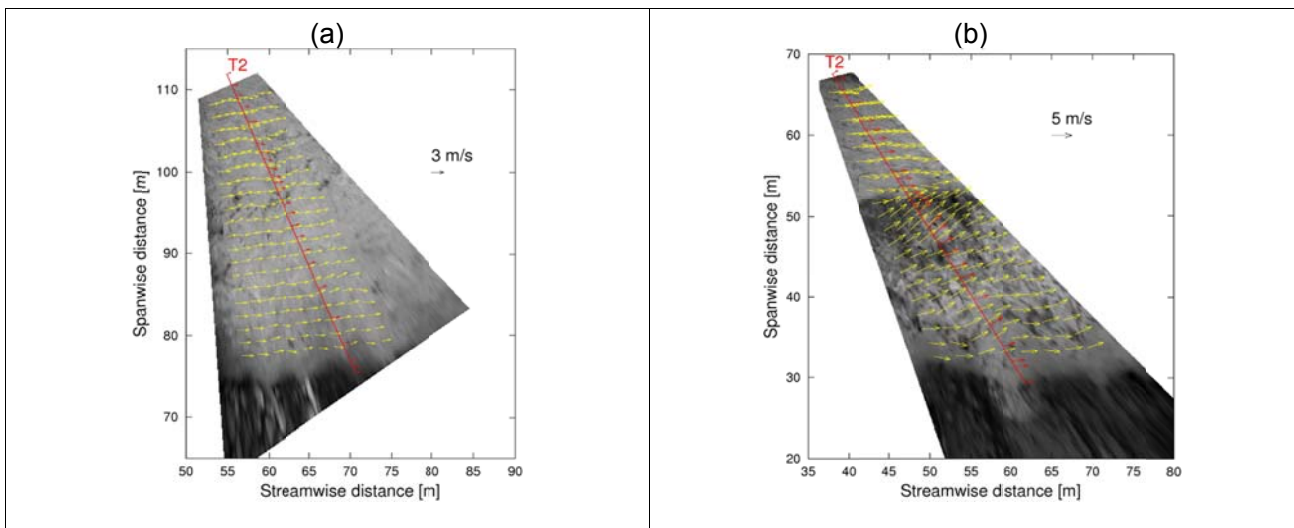 (a)
T2
110
100
90
80
70
3 m/s
Spanwise distance [m]
50 55 60 65 70 75 80 85 90
Streamwise distance [m]
(b)
T2
70
60
50
40
30
20
5 m/s
Spanwise distance [m]
35 40 45 50 55 60 65 70 75 80
Streamwise distance [m]